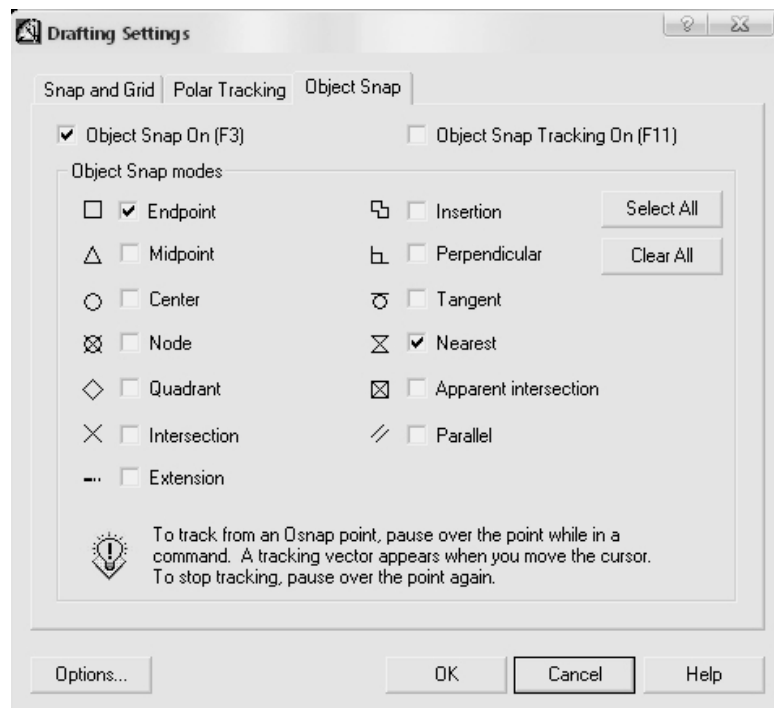 Drafting Settings
Snap and Grid Polar Tracking Object Snap
Object Snap On (F3) Object Snap Tracking On (F11)
Object Snap modes
Endpoint Insertion Select All
Midpoint Perpendicular Clear All
Center Tangent
Node Nearest
Quadrant Apparent intersection
Intersection Parallel
Extension
To track from an Osnap point, pause over the point while in a
command. A tracking vector appears when you move the cursor.
To stop tracking, pause over the point again.
Options... OK Cancel Help